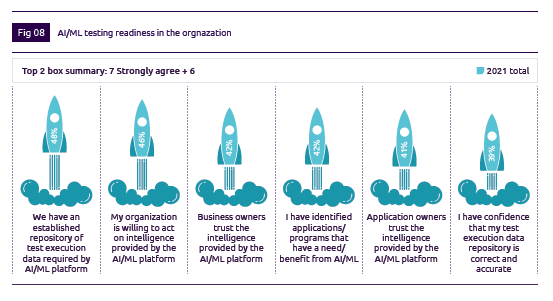 Fig 08 AI/ML testing readiness in the orgnazation
Top 2 box summary: 7 Strongly agree + 6
2021 total
48%
46%
42%
42%
41%
39%
We have an
established
repository of
test execution
data required by
AI/ML platform
My organization
is willing to act
on intelligence
provided by the
AI/ML platform
Business owners
trust the
intelligence
provided by the
AI/ML platform
I have identified
applications/
programs that
have a need/
benefit from AI/ML
Application owners
trust the
intelligence
provided by the
AI/ML platform
I have confidence
that my test
execution data
repository is
correct and
accurate